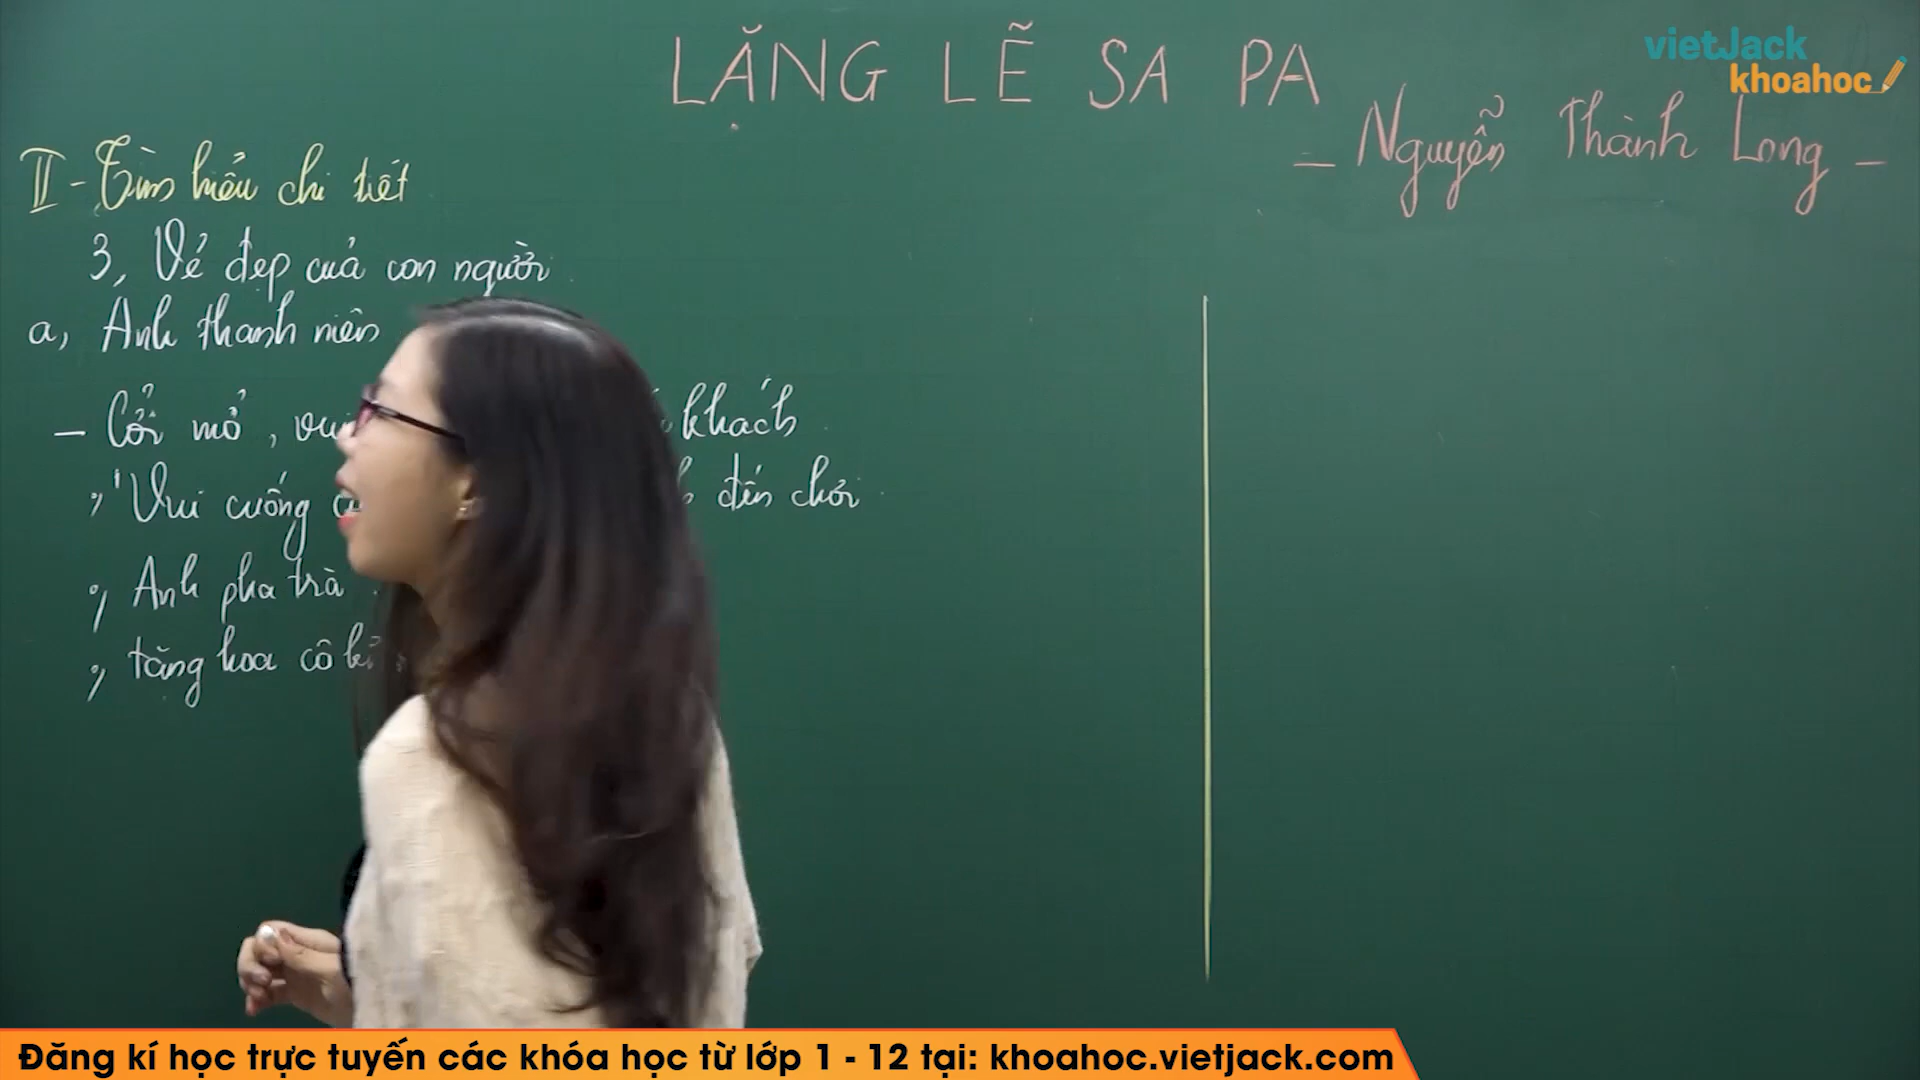 LẶNG LẼ SA PA
vietJack
khoahoc
- Nguyễn Thành Long -
II - Tìm hiểu chi tiết
3, Vẻ đẹp của con người
a, Anh thanh niên
- Cởi mở, khách
; "Vui cuống đến chơi
; Anh pha trà
; tặng hoa cô
Đăng kí học trực tuyến các khóa học từ lớp 1 - 12 tại: khoahoc.vietjack.com